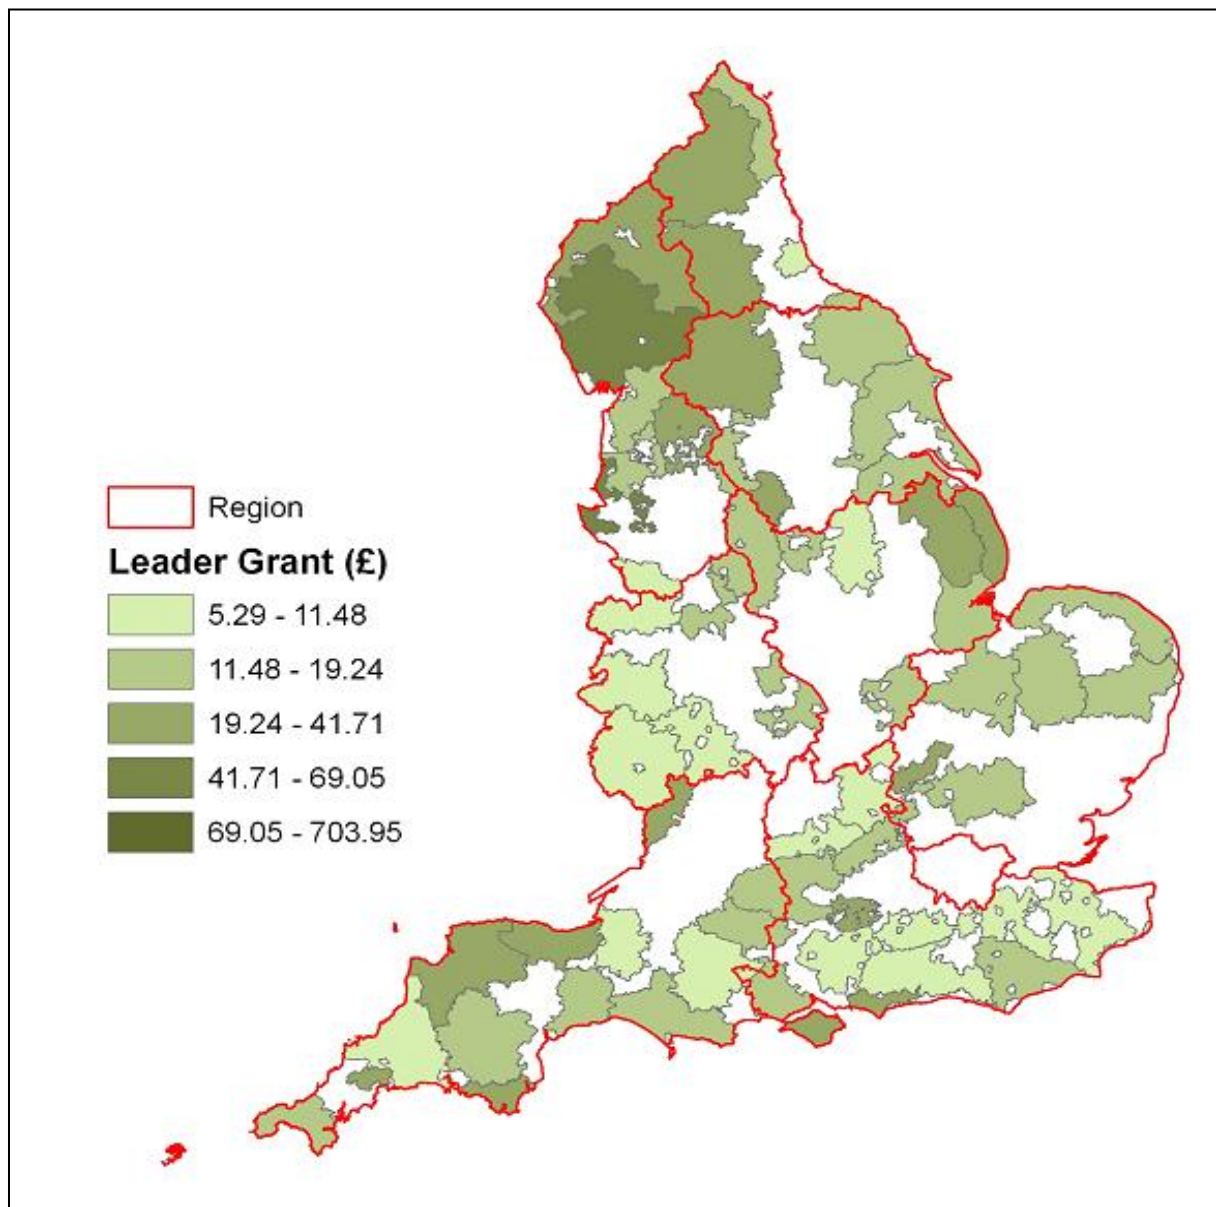 Region
Leader Grant (£)
5.29 - 11.48
11.48 - 19.24
19.24 - 41.71
41.71 - 69.05
69.05 - 703.95